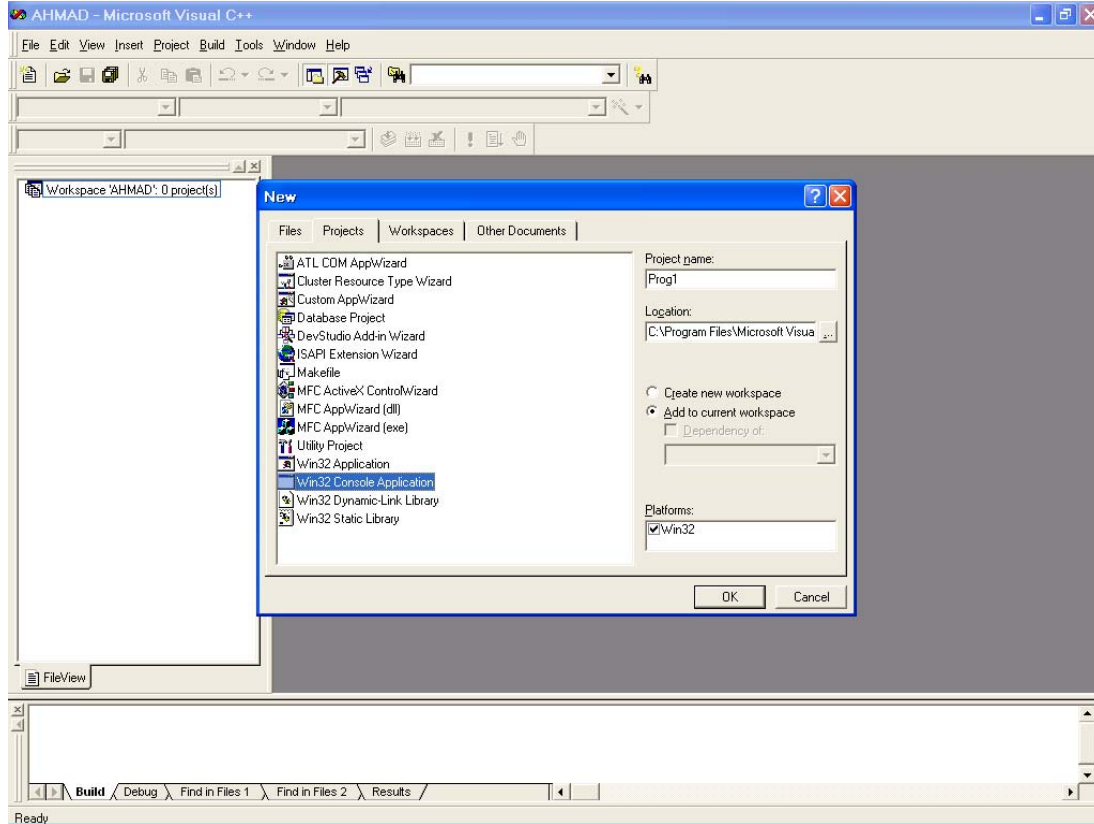 AHMAD - Microsoft Visual C++
File Edit View Insert Project Build Tools Window Help
Workspace 'AHMAD': 0 project(s)
New
Files Projects Workspaces Other Documents
ATL COM AppWizard
Cluster Resource Type Wizard
Custom AppWizard
Database Project
DevStudio Add-in Wizard
ISAPI Extension Wizard
Makefile
MFC ActiveX ControlWizard
MFC AppWizard (dll)
MFC AppWizard (exe)
Utility Project
Win32 Application
Win32 Console Application
Win32 Dynamic-Link Library
Win32 Static Library
Project name:
Prog1
Location:
C:\Program Files\Microsoft Visua ...
Create new workspace
Add to current workspace
Dependency of:
Platforms:
Win32
OK Cancel
FileView
Build Debug Find in Files 1 Find in Files 2 Results
Ready